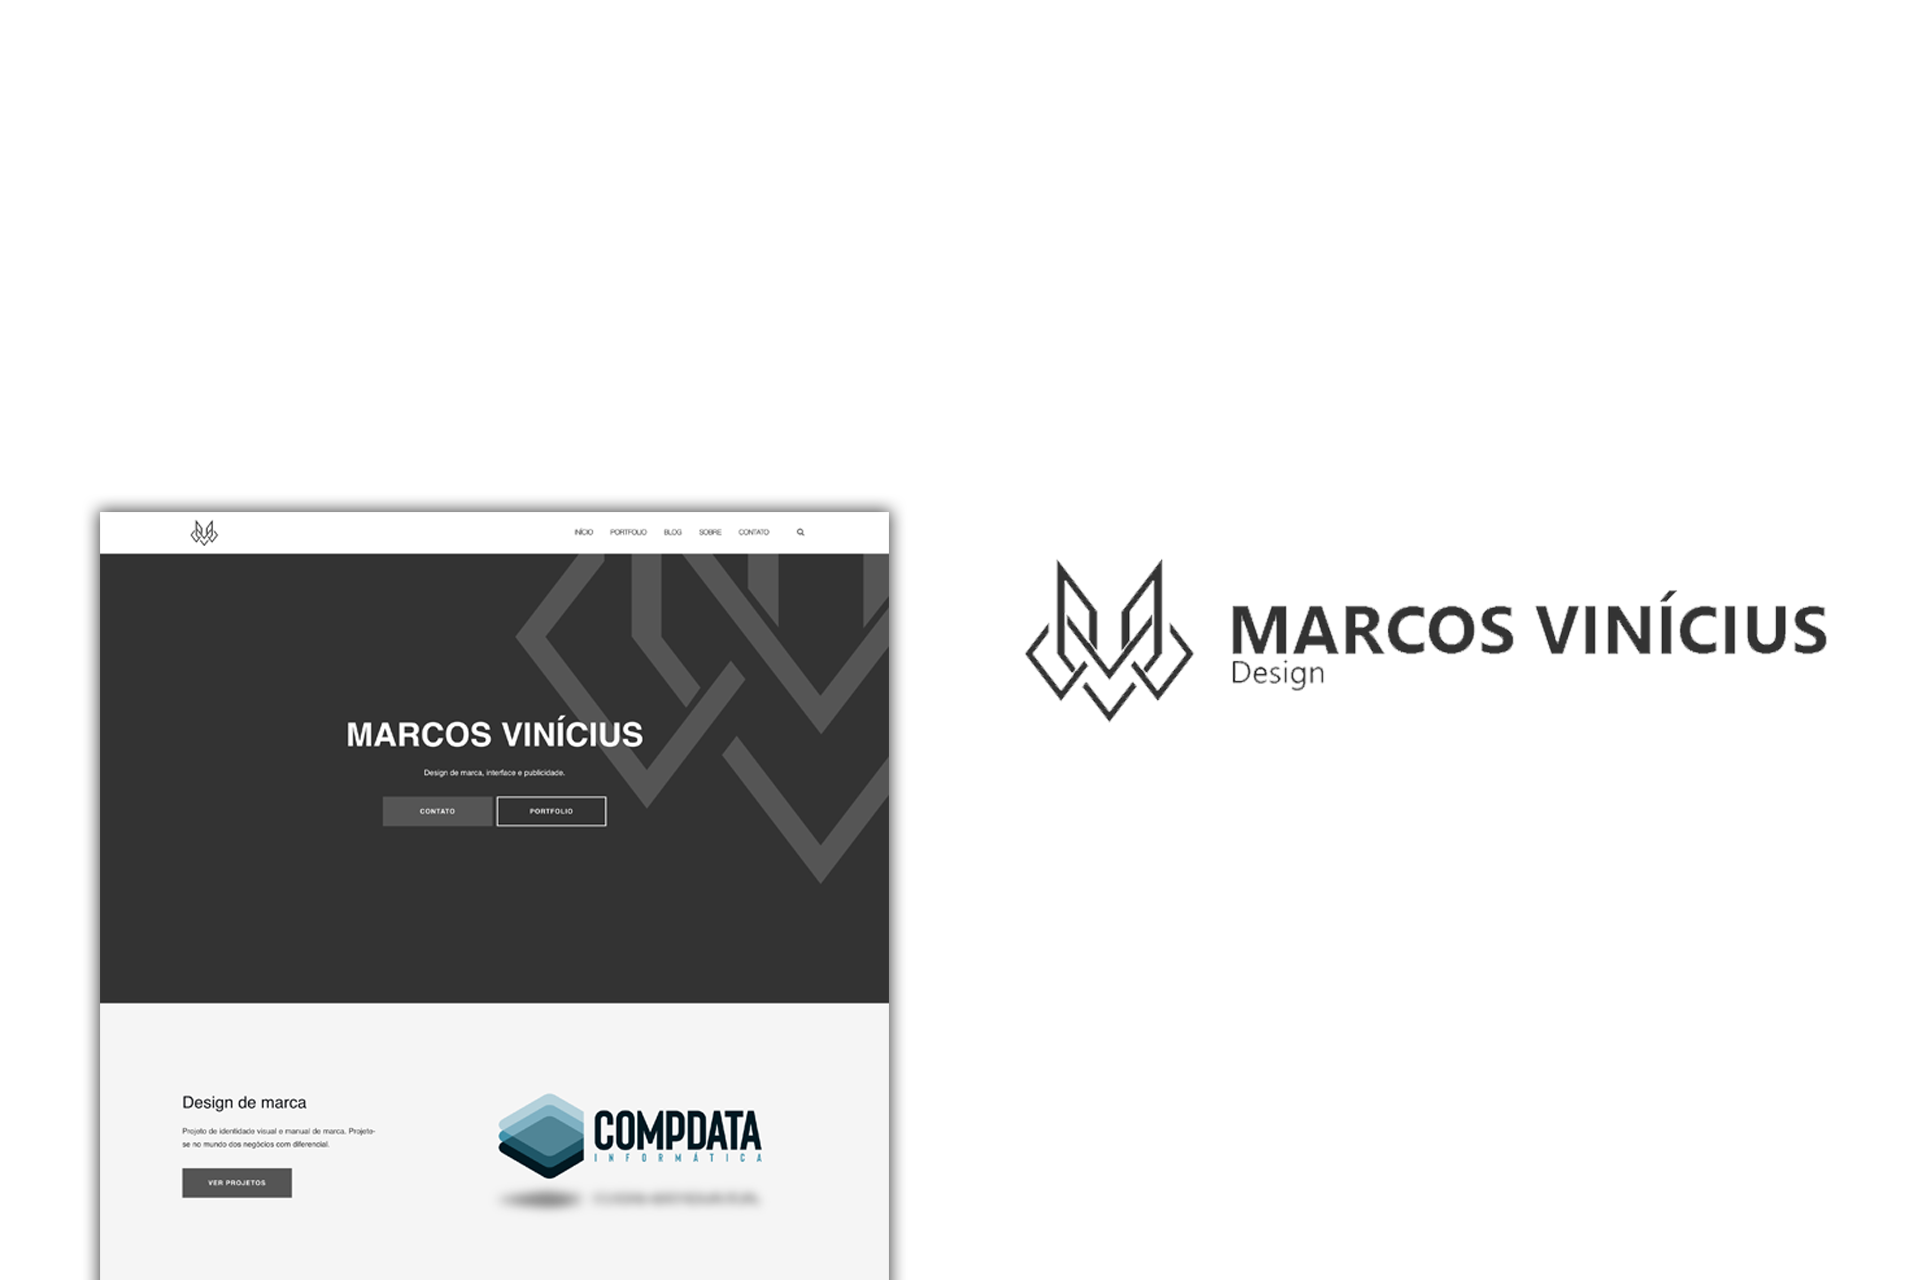 INÍCIO PORTFOLIO BLOG SOBRE CONTATO
MARCOS VINÍCIUS
Design de marca, interface e publicidade.
CONTATO PORTFOLIO
Design de marca
Projeto de identidade visual e manual de marca. Projete-
se no mundo dos negócios com diferencial.
VER PROJETOS
COMPDATA
INFORMÁTICA
MARCOS VINÍCIUS
Design